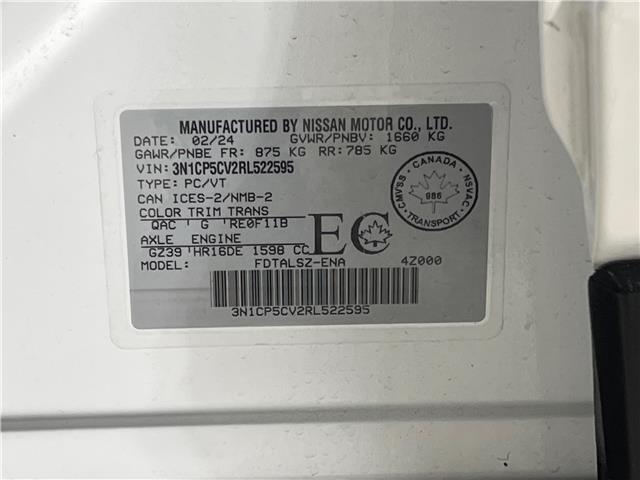 MANUFACTURED BY NISSAN MOTOR CO., LTD.
DATE: 02/24 GVWR/PNBV: 1660 KG
GAWR/PNBE FR: 875 KG RR: 785 KG
VIN: 3N1CP5CV2RL522595
TYPE: PC/VT
CAN ICES-2/NMB-2
COLOR TRIM TRANS
QAC ' G 'RE0F11B
AXLE ENGINE
GZ39 'HR16DE 1598 CC
MODEL: FDTALSZ-ENA 4Z000
EC
CANADA
CMVSS NSVAC
986
TRANSPORT
3N1CP5CV2RL522595